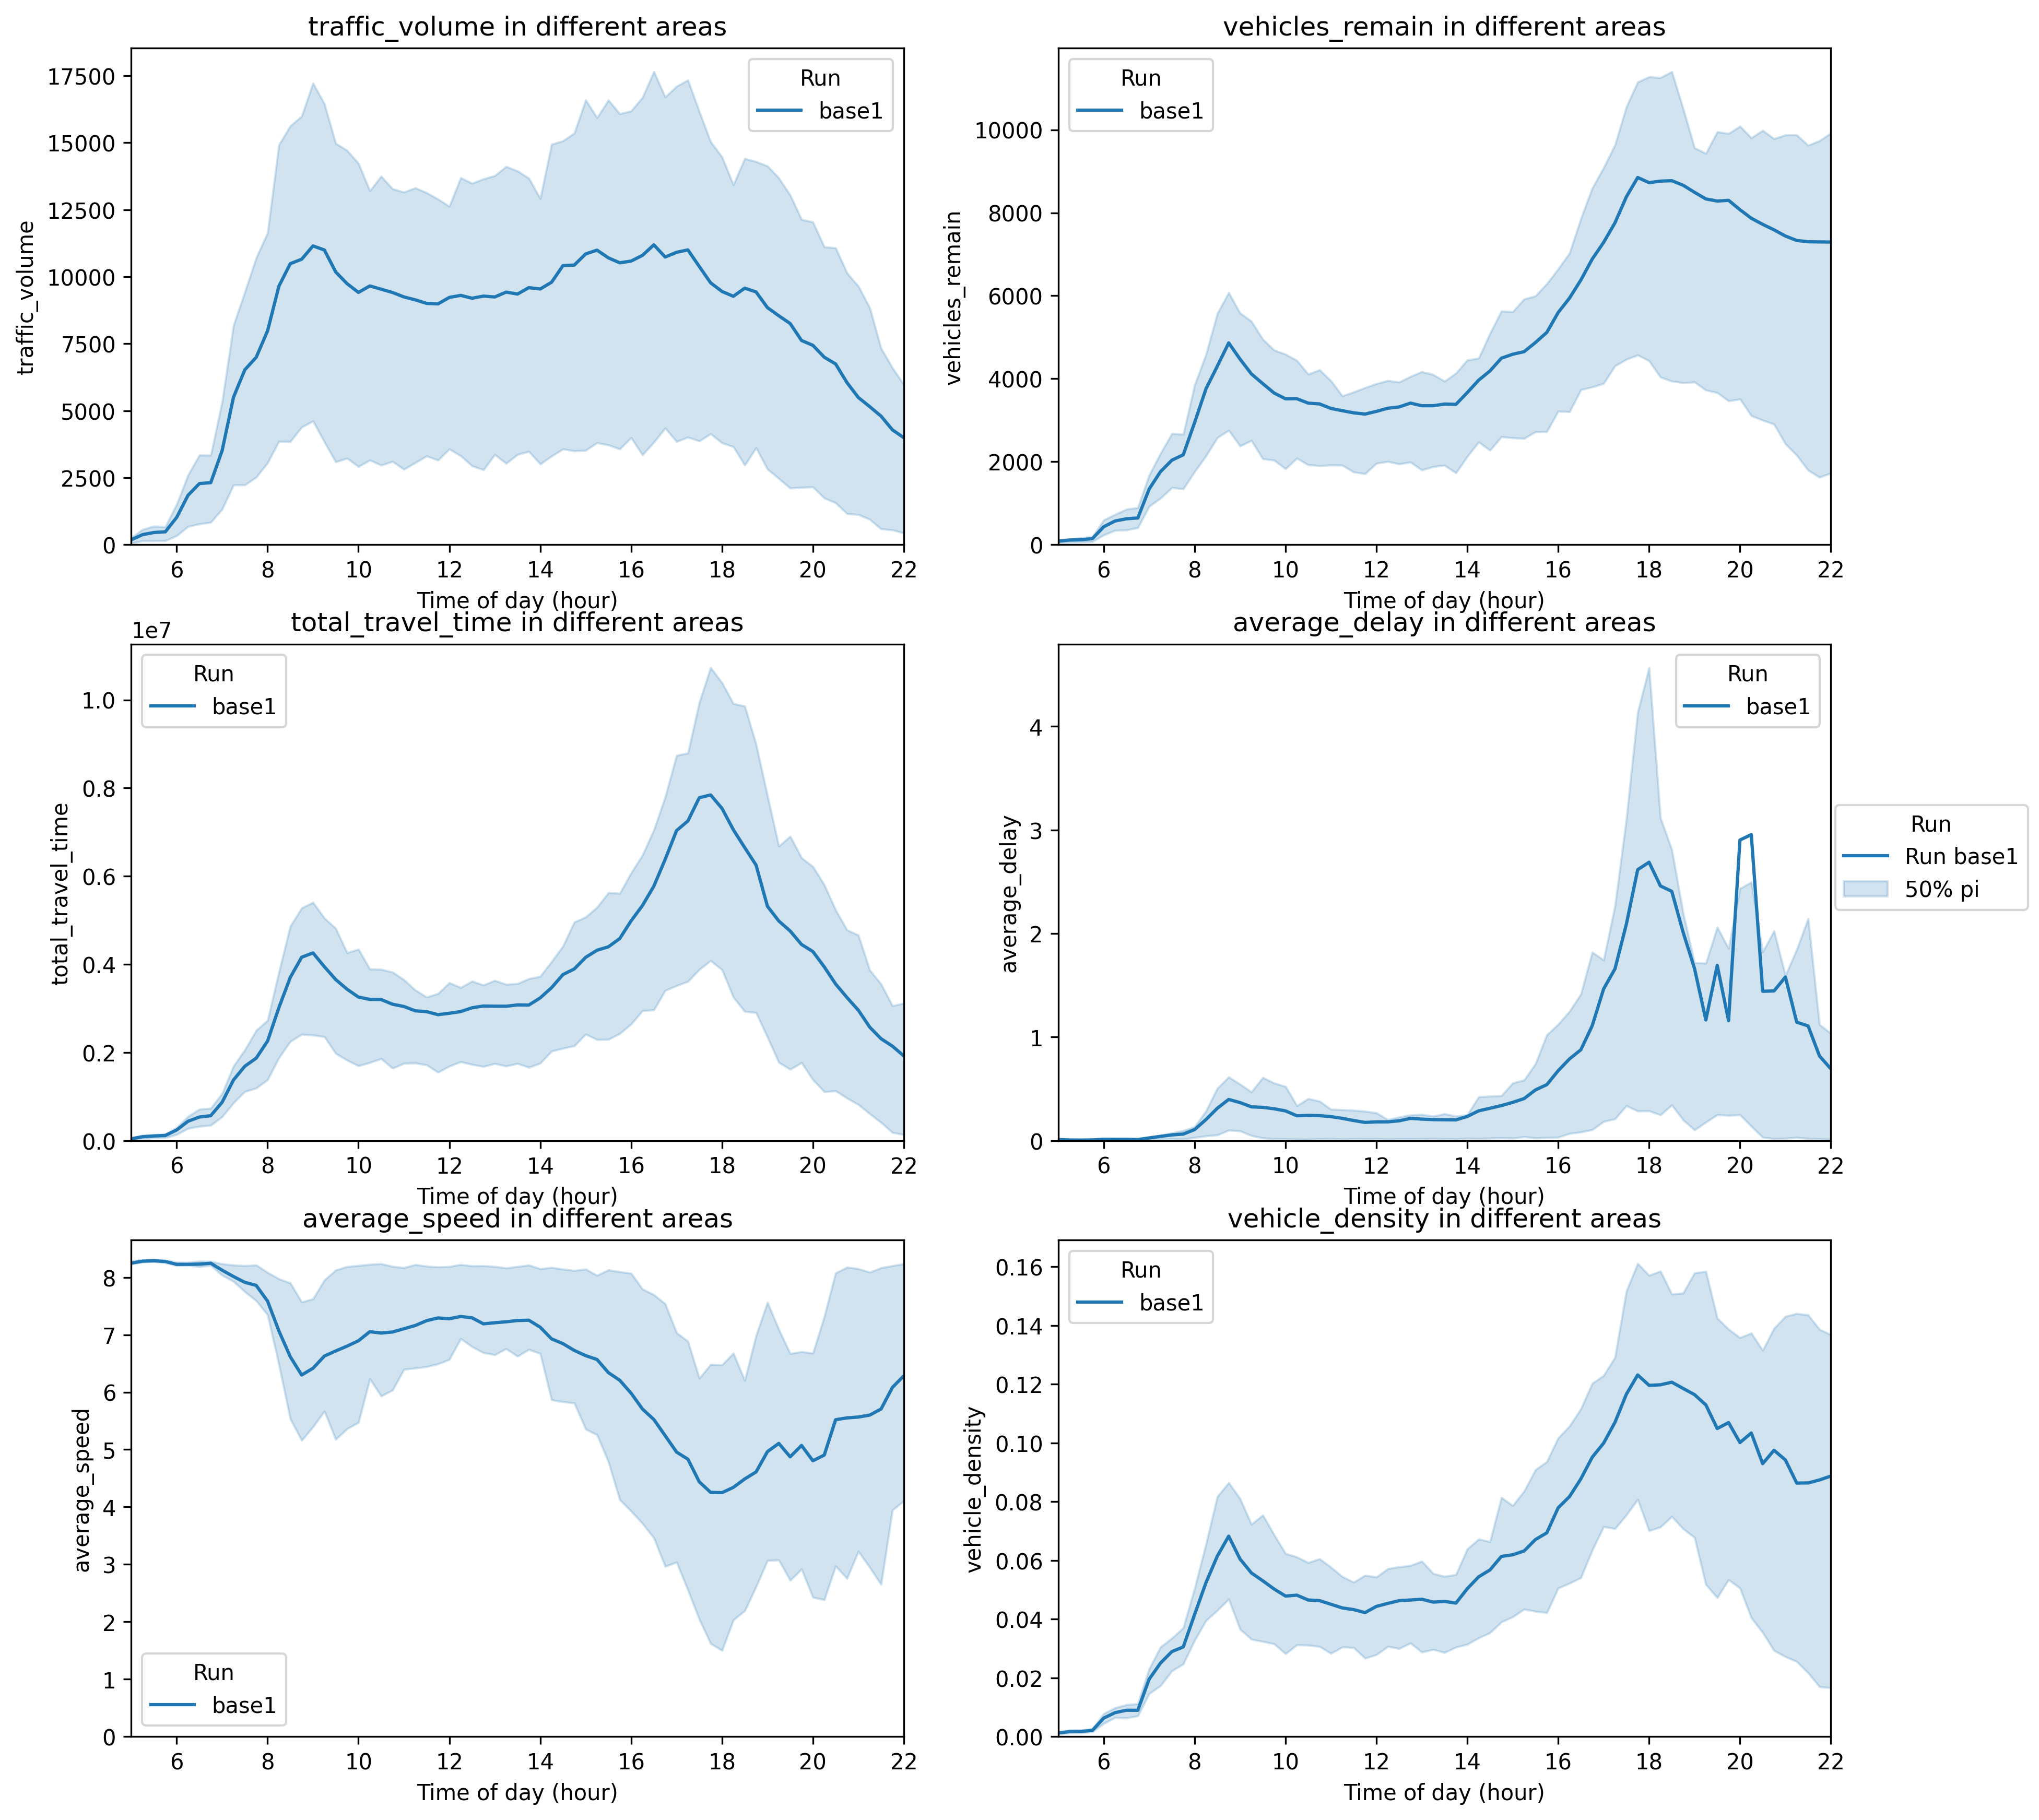 traffic_volume in different areas
traffic_volume
17500
15000
12500
10000
7500
5000
2500
0
Run
base1
6 8 10 12 14 16 18 20 22
Time of day (hour)
vehicles_remain in different areas
vehicles_remain
10000
8000
6000
4000
2000
0
Run
base1
6 8 10 12 14 16 18 20 22
Time of day (hour)
total_travel_time in different areas
1e7
total_travel_time
1.0
0.8
0.6
0.4
0.2
0.0
Run
base1
6 8 10 12 14 16 18 20 22
Time of day (hour)
average_delay in different areas
average_delay
4
3
2
1
0
Run
base1
6 8 10 12 14 16 18 20 22
Time of day (hour)
Run
Run base1
50% pi
average_speed in different areas
average_speed
8
7
6
5
4
3
2
1
0
Run
base1
6 8 10 12 14 16 18 20 22
Time of day (hour)
vehicle_density in different areas
vehicle_density
0.16
0.14
0.12
0.10
0.08
0.06
0.04
0.02
0.00
Run
base1
6 8 10 12 14 16 18 20 22
Time of day (hour)